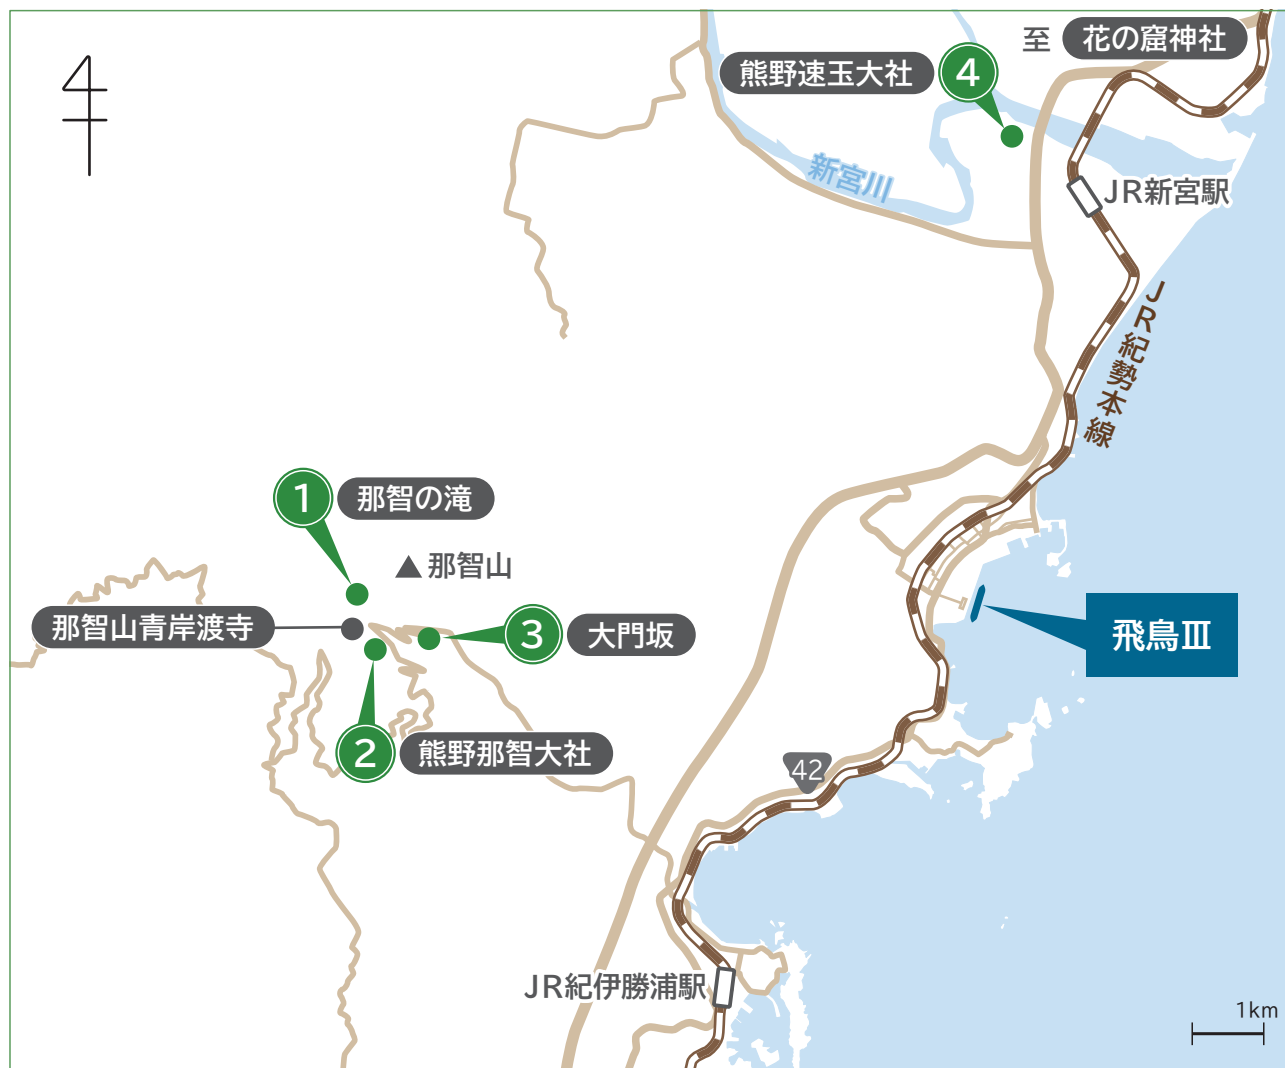 至 花の窟神社
熊野速玉大社 4
新宮川
JR新宮駅
JR紀勢本線
1 那智の滝
那智山
那智山青岸渡寺
3 大門坂
飛鳥Ⅲ
2 熊野那智大社
42
JR紀伊勝浦駅
1km